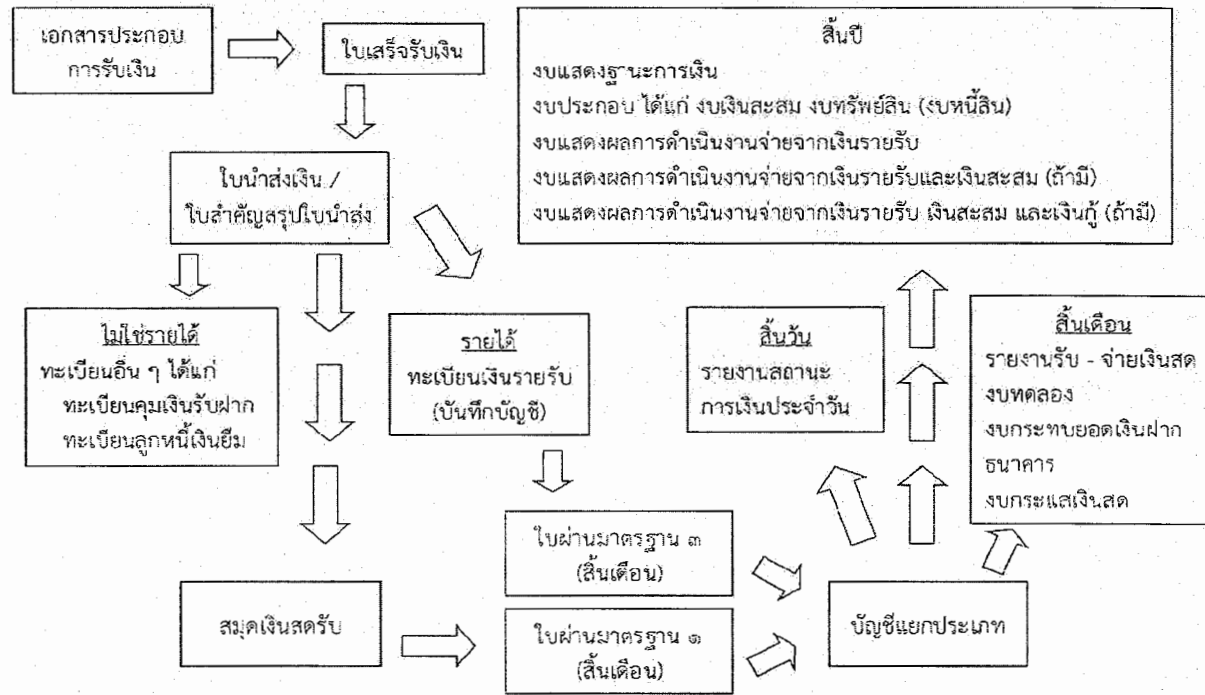 เอกสารประกอบ
การรับเงิน
ใบเสร็จรับเงิน
สิ้นปี
งบแสดงฐานะการเงิน
งบประกอบ ได้แก่ งบเงินสะสม งบทรัพย์สิน (งบหนี้สิน)
งบแสดงผลการดำเนินงานจ่ายจากเงินรายรับ
งบแสดงผลการดำเนินงานจ่ายจากเงินรายรับและเงินสะสม (ถ้ามี)
งบแสดงผลการดำเนินงานจ่ายจากเงินรายรับ เงินสะสม และเงินกู้ (ถ้ามี)
ใบนำส่งเงิน /
ใบสำคัญสรุปใบนำส่ง
ไม่ใช่รายได้
ทะเบียนอื่น ๆ ได้แก่
ทะเบียนคุมเงินรับฝาก
ทะเบียนลูกหนี้เงินยืม
รายได้
ทะเบียนเงินรายรับ
(บันทึกบัญชี)
สิ้นวัน
รายงานสถานะ
การเงินประจำวัน
สิ้นเดือน
รายงานรับ - จ่ายเงินสด
งบทดลอง
งบกระทบยอดเงินฝาก
ธนาคาร
งบกระแสเงินสด
ใบผ่านมาตรฐาน ๓
(สิ้นเดือน)
สมุดเงินสดรับ
ใบผ่านมาตรฐาน ๑
(สิ้นเดือน)
บัญชีแยกประเภท